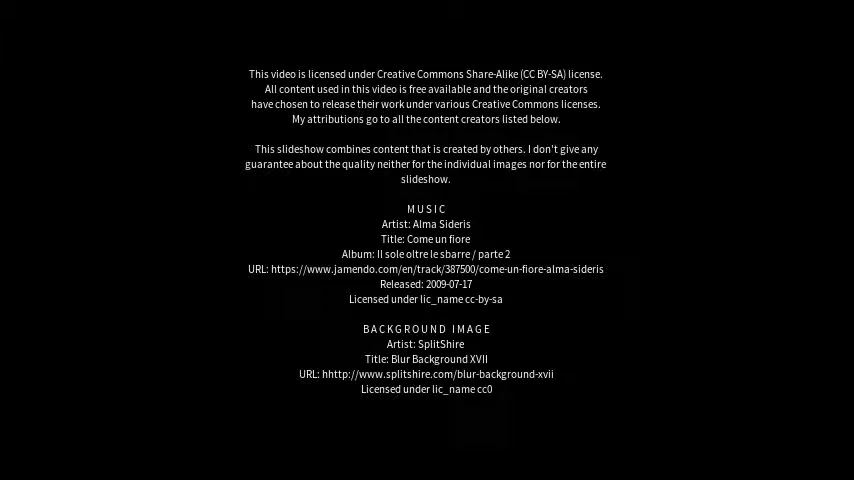 This video is licensed under Creative Commons Share-Alike (CC BY-SA) license.
All content used in this video is free available and the original creators
have chosen to release their work under various Creative Commons licenses.
My attributions go to all the content creators listed below.
This slideshow combines content that is created by others. I don't give any
guarantee about the quality neither for the individual images nor for the entire
slideshow.
MUSIC
Artist: Alma Sideris
Title: Come un fiore
Album: Il sole oltre le sbarre / parte 2
URL: https://www.jamendo.com/en/track/387500/come-un-fiore-alma-sideris
Released: 2009-07-17
Licensed under lic_name cc-by-sa
BACKGROUND IMAGE
Artist: SplitShire
Title: Blur Background XVII
URL: hhttp://www.splitshire.com/blur-background-xvii
Licensed under lic_name cc0